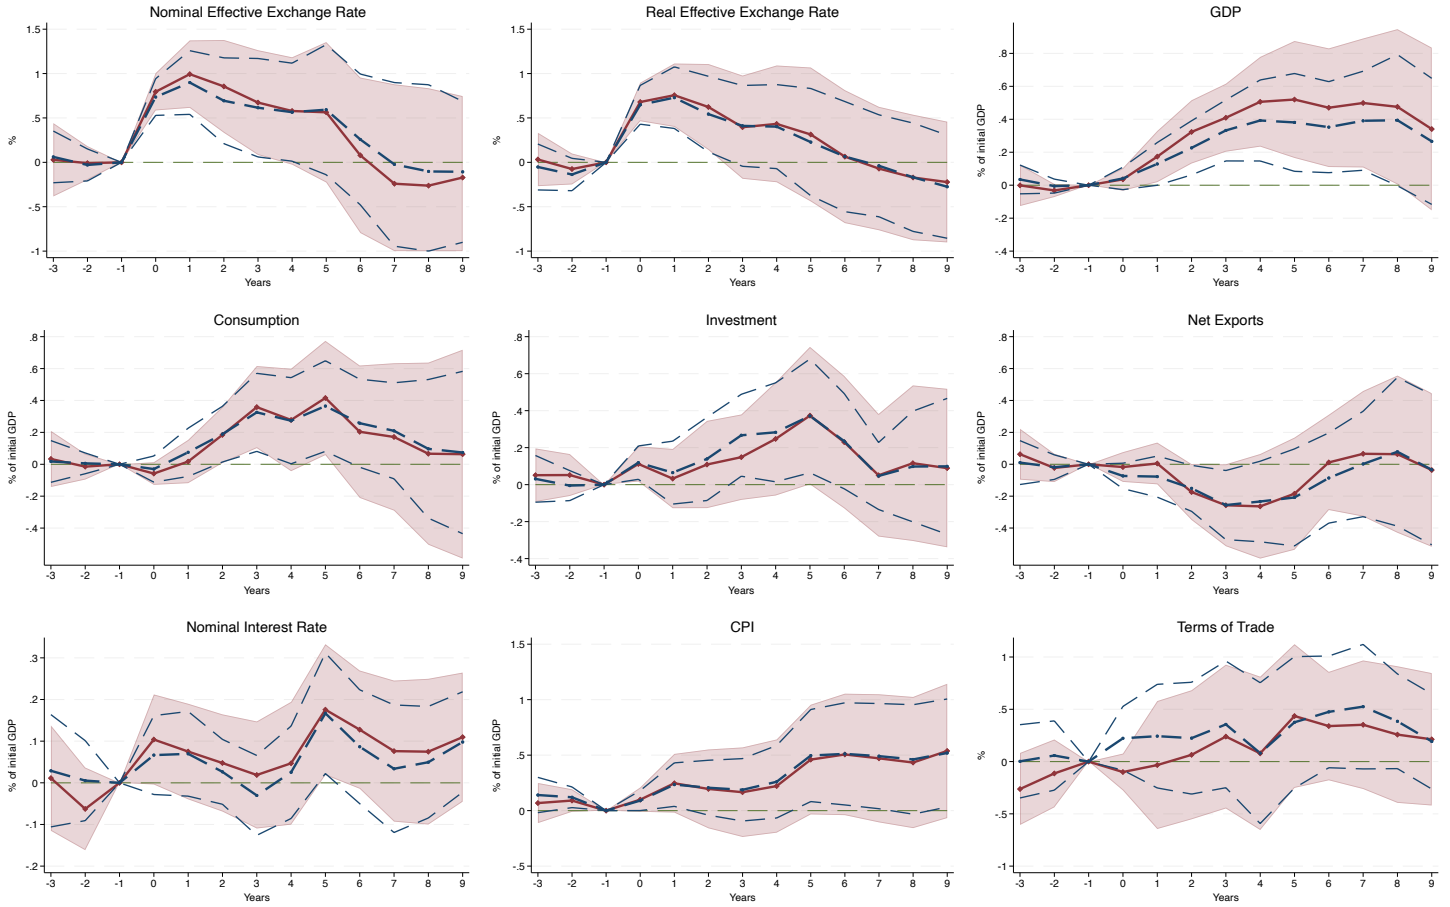 Nominal Effective Exchange Rate
1.5
1
.5
0
-.5
-1
%
-3 -2 -1 0 1 2 3 4 5 6 7 8 9
Years
Real Effective Exchange Rate
1.5
1
.5
0
-.5
-1
%
-3 -2 -1 0 1 2 3 4 5 6 7 8 9
Years
GDP
.8
.6
.4
.2
0
-.2
-.4
% of initial GDP
-3 -2 -1 0 1 2 3 4 5 6 7 8 9
Years
Consumption
.8
.6
.4
.2
0
-.2
-.4
% of initial GDP
-3 -2 -1 0 1 2 3 4 5 6 7 8 9
Years
Investment
.8
.6
.4
.2
0
-.2
-.4
% of initial GDP
-3 -2 -1 0 1 2 3 4 5 6 7 8 9
Years
Net Exports
.8
.6
.4
.2
0
-.2
-.4
% of initial GDP
-3 -2 -1 0 1 2 3 4 5 6 7 8 9
Years
Nominal Interest Rate
.3
.2
.1
0
-.1
-.2
% of initial GDP
-3 -2 -1 0 1 2 3 4 5 6 7 8 9
Years
CPI
1.5
1
.5
0
-.5
% of initial GDP
-3 -2 -1 0 1 2 3 4 5 6 7 8 9
Years
Terms of Trade
1
.5
0
-.5
-1
%
-3 -2 -1 0 1 2 3 4 5 6 7 8 9
Years